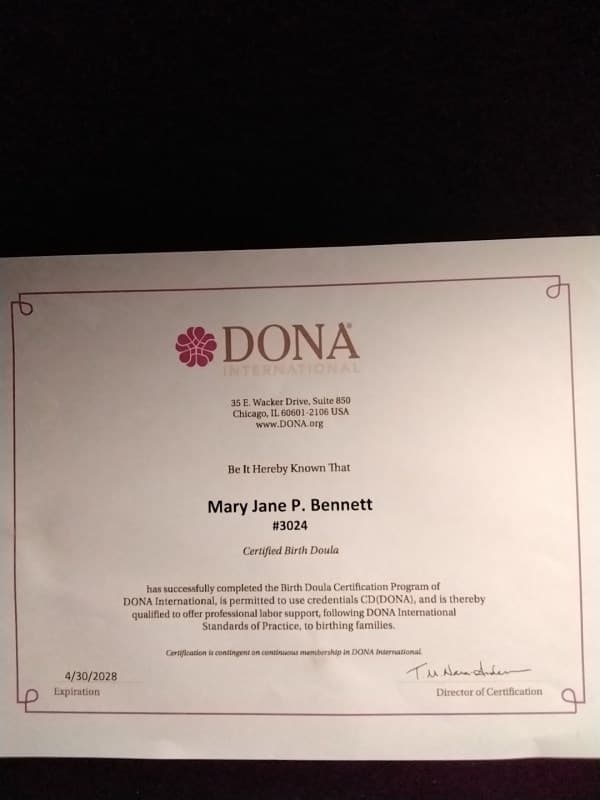 DONA®
INTERNATIONAL
35 E. Wacker Drive, Suite 850
Chicago, IL 60601-2106 USA
www.DONA.org
Be It Hereby Known That
Mary Jane P. Bennett
#3024
Certified Birth Doula
has successfully completed the Birth Doula Certification Program of
DONA International, is permitted to use credentials CD(DONA), and is thereby
qualified to offer professional labor support, following DONA International
Standards of Practice, to birthing families.
Certification is contingent on continuous membership in DONA International.
4/30/2028
Expiration
Director of Certification